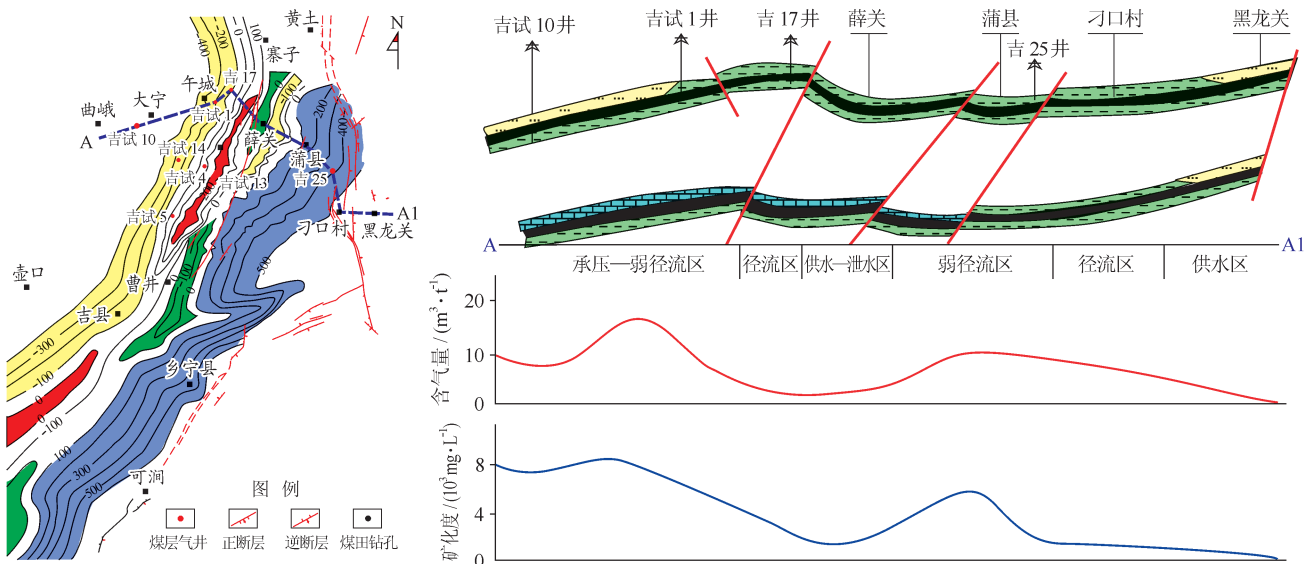 黄土
N
寨子
-400
-200
100
午城
吉17
0
-100
曲峨
大宁
吉试1
200
400
A
吉试10
薛关
吉试14
蒲县
吉试4
吉试13
吉25
吉试5
A1
刁口村
黑龙关
-500
壶口
曹井
0
-100
吉县
-300
-100
0
0
-100
乡宁县
100
300
500
可涧
图 例
煤层气井
正断层
逆断层
煤田钻孔
吉试10井
吉试1井
吉17井
薛关
蒲县
吉25井
刁口村
黑龙关
A
A1
承压—弱径流区
径流区
供水—泄水区
弱径流区
径流区
供水区
含气量/(m³·t⁻¹)
20
10
0
矿化度/(10³mg·L⁻¹)
8
4
0